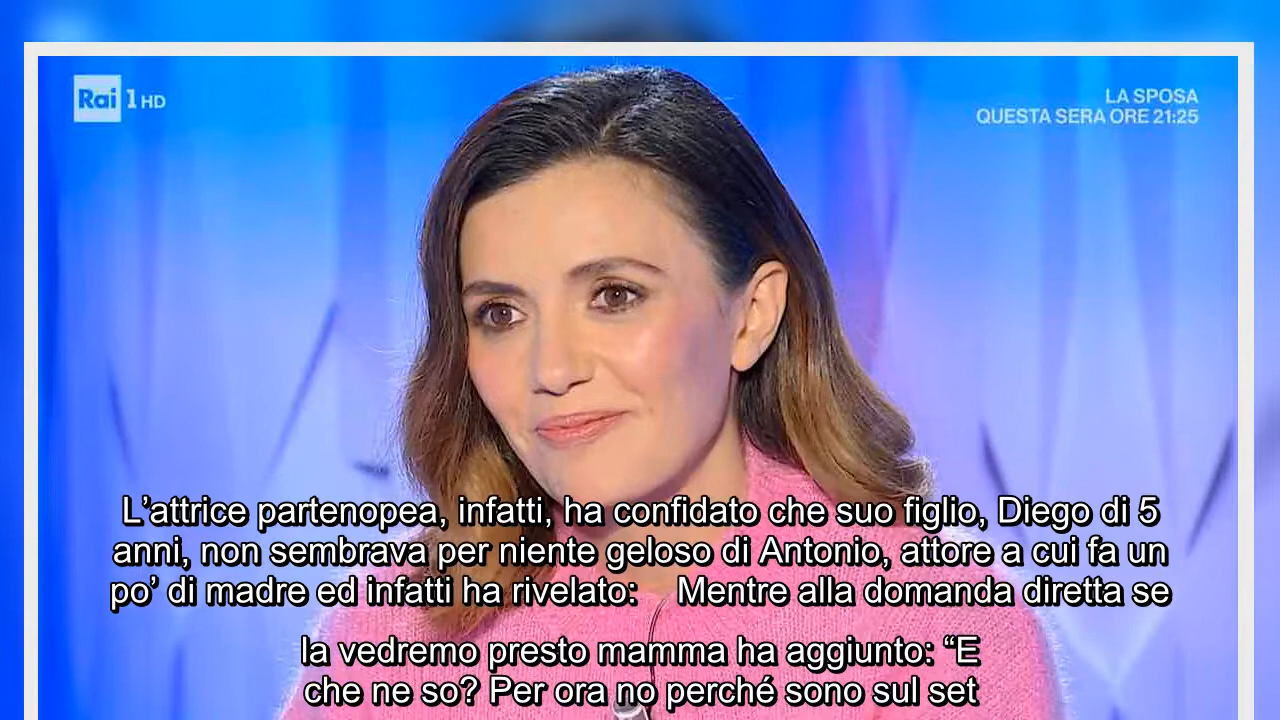 Rai 1 HD
LA SPOSA
QUESTA SERA ORE 21:25
L’attrice partenopea, infatti, ha confidato che suo figlio, Diego di 5
anni, non sembrava per niente geloso di Antonio, attore a cui fa un
po’ di madre ed infatti ha rivelato: Mentre alla domanda diretta se
la vedremo presto mamma ha aggiunto: “E
che ne so? Per ora no perché sono sul set